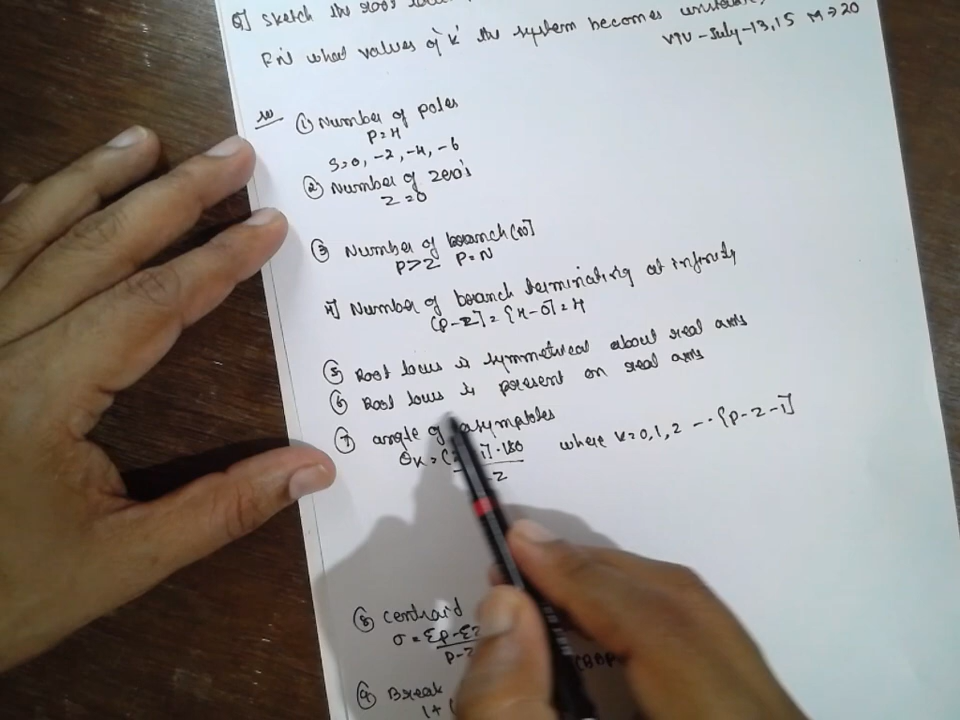 Q] Sketch the root
For what values of 'K' the system becomes
VTU - July - 13, 15 M → 20
① Number of poles
P = 4
S = 0, -2, -4, -6
② Number of zero's
Z = 0
③ Number of branch (N)
P > Z P = N
4] Number of branch terminating at infinity
[P - Z] = [4 - 0] = 4
⑤ Root locus is symmetrical about real axis
⑥ Root locus is present on real axis
⑦ angle of asymptotes
where K = 0, 1, 2 -- [P - Z - 1]
⑧ centroid
σ = ΣP - Σ
⑨ Break
1 +